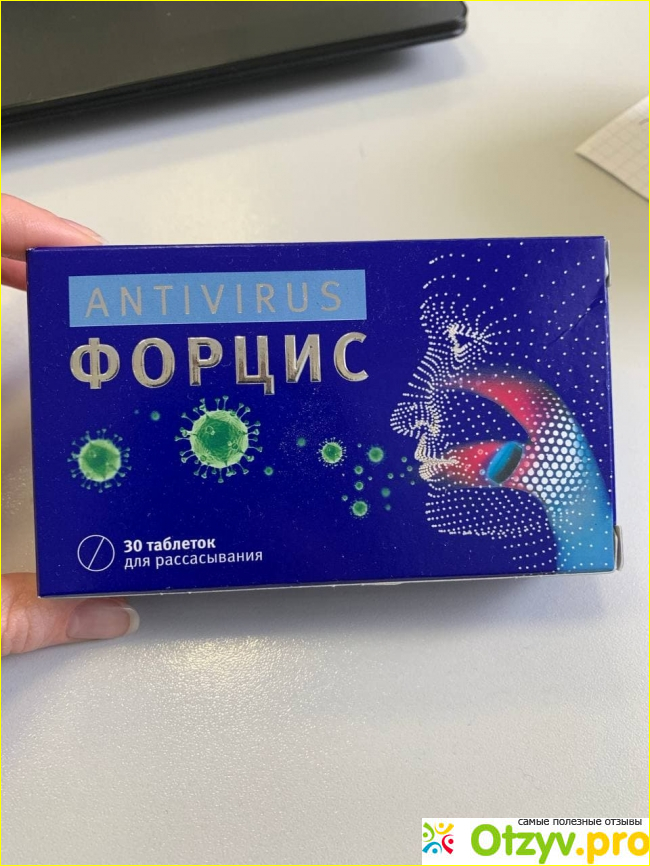 ANTIVIRUS
ФОРЦИС
30 таблеток
для рассасывания
самые полезные отзывы
Otzyv.pro